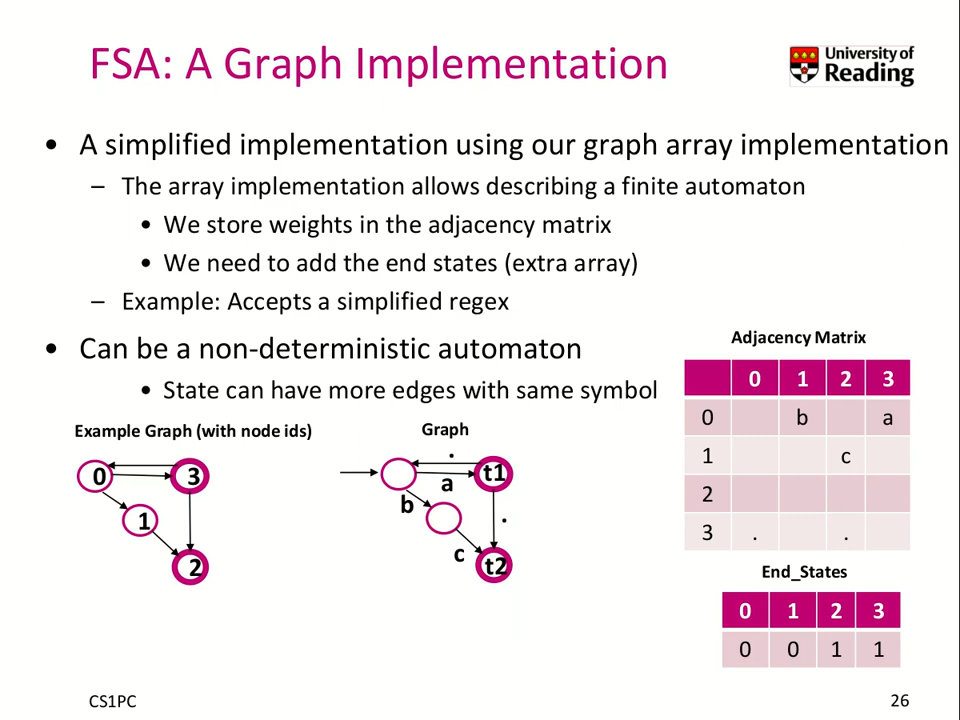 FSA: A Graph Implementation
University of
Reading
• A simplified implementation using our graph array implementation
– The array implementation allows describing a finite automaton
• We store weights in the adjacency matrix
• We need to add the end states (extra array)
– Example: Accepts a simplified regex
• Can be a non-deterministic automaton
• State can have more edges with same symbol
Example Graph (with node ids)
0 3
1
2
Graph
.
t1
a
b
.
c t2
Adjacency Matrix
0 1 2 3
0 b a
1 c
2
3 . .
End_States
0 1 2 3
0 0 1 1
CS1PC
26